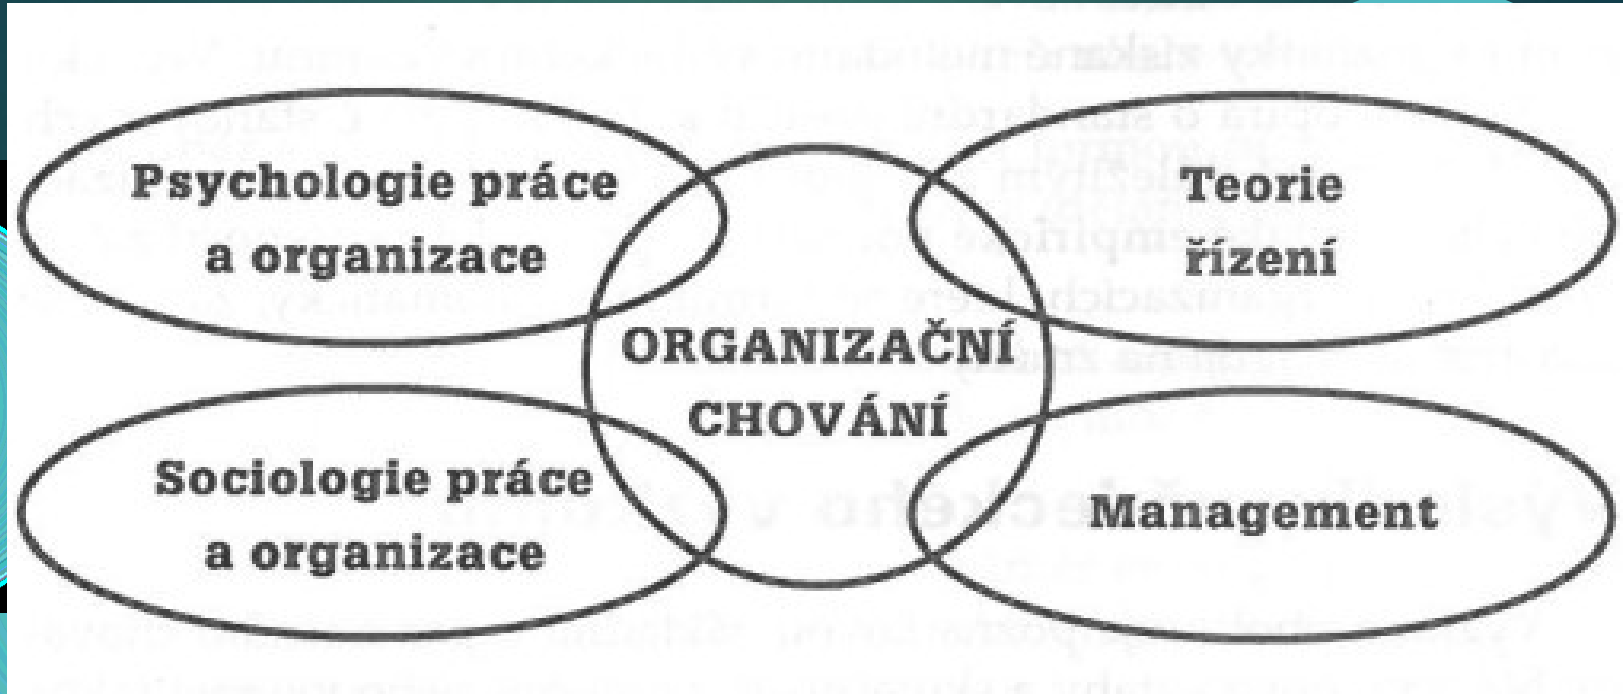 Psychologie práce
a organizace
Teorie
řízení
ORGANIZAČNÍ
CHOVÁNÍ
Sociologie práce
a organizace
Management